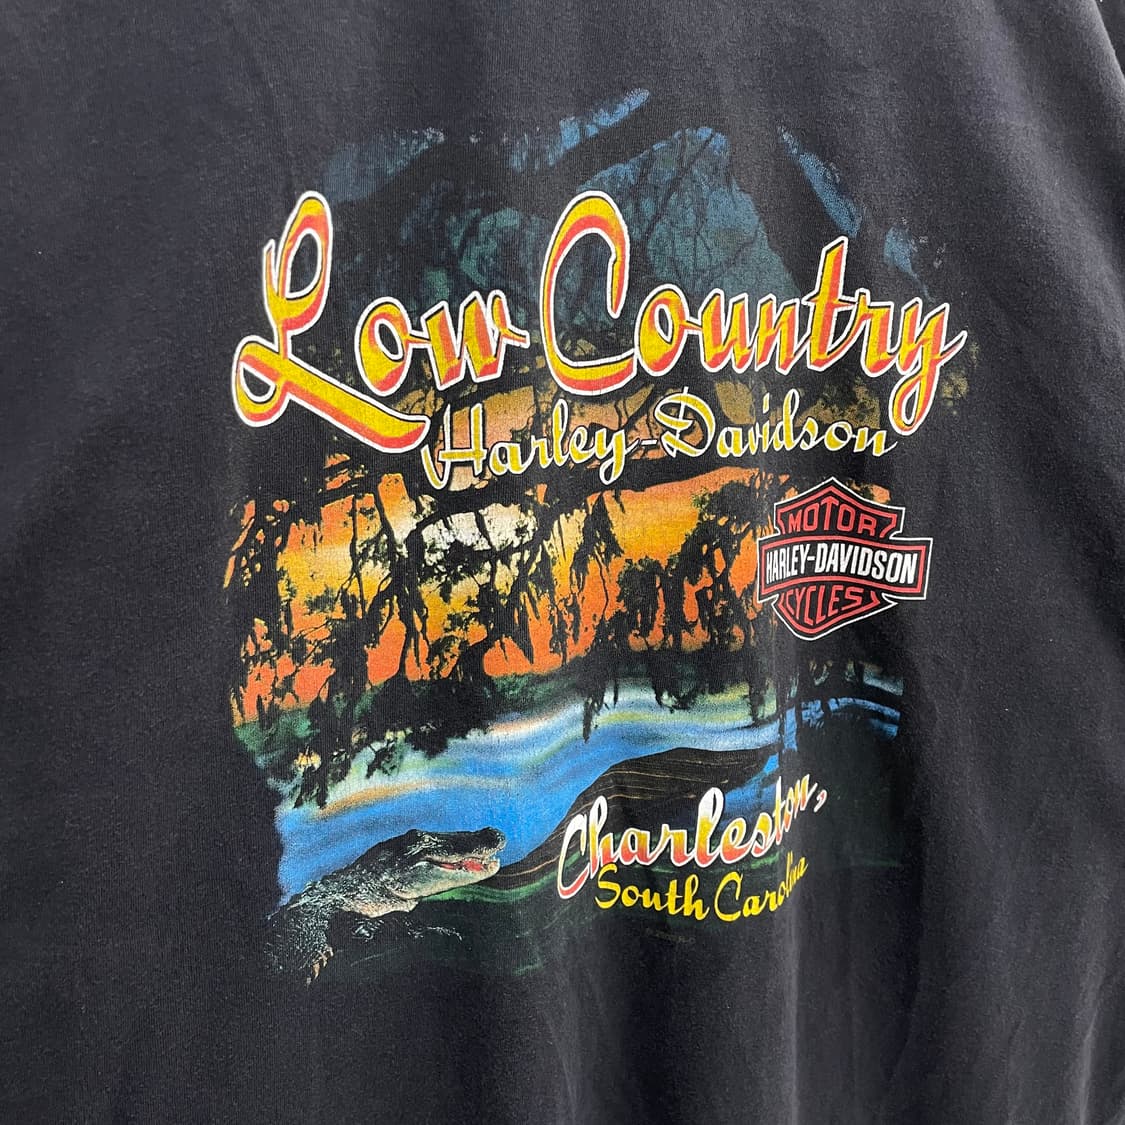 Low Country
Harley-Davidson
MOTOR
HARLEY-DAVIDSON
CYCLES
Charleston,
South Carolina